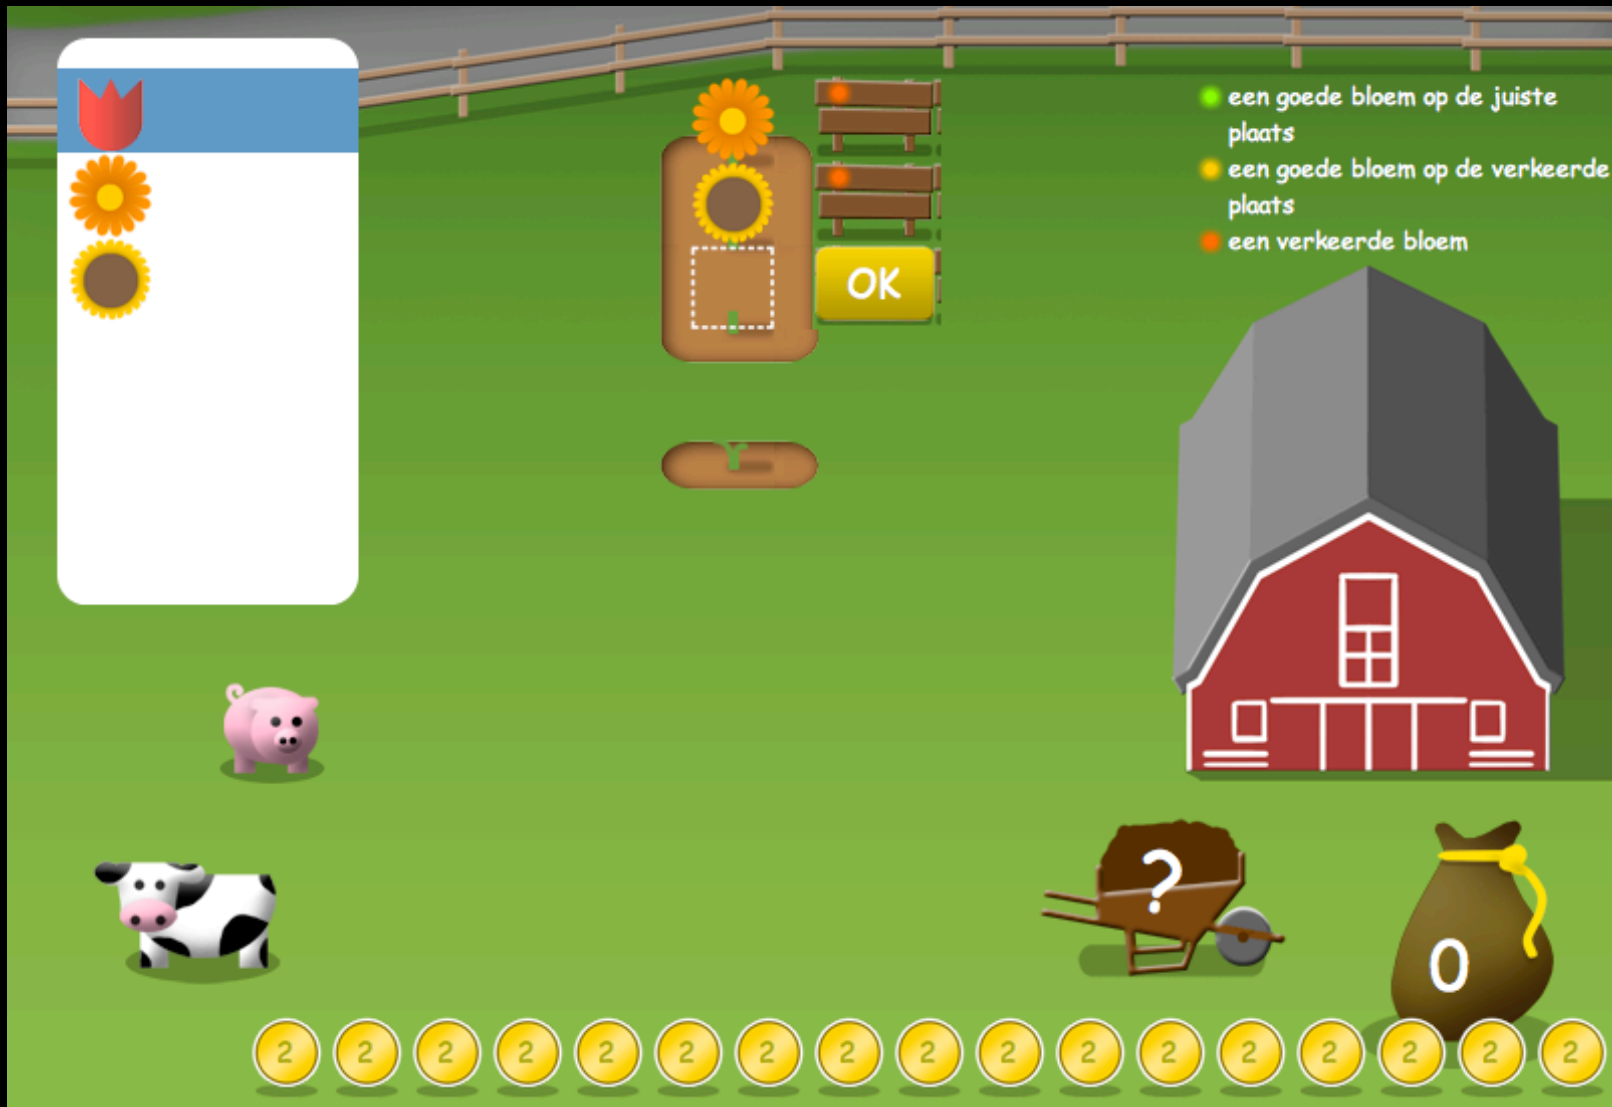 een goede bloem op de juiste
plaats
een goede bloem op de verkeerde
plaats
een verkeerde bloem
OK
?
0
2 2 2 2 2 2 2 2 2 2 2 2 2 2 2 2 2